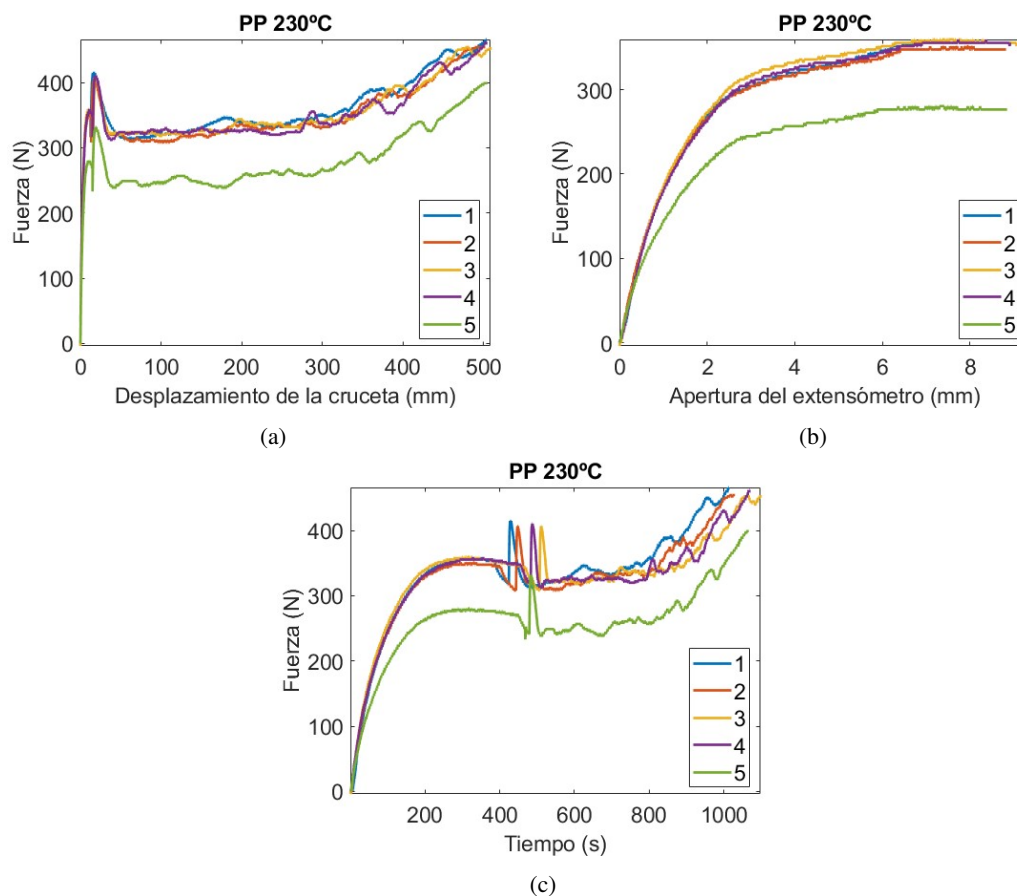 PP 230ºC
Fuerza (N)
400
300
200
100
0
1
2
3
4
5
0 100 200 300 400 500
Desplazamiento de la cruceta (mm)
(a)
PP 230ºC
Fuerza (N)
300
200
100
0
1
2
3
4
5
0 2 4 6 8
Apertura del extensómetro (mm)
(b)
PP 230ºC
Fuerza (N)
400
300
200
100
0
1
2
3
4
5
200 400 600 800 1000
Tiempo (s)
(c)